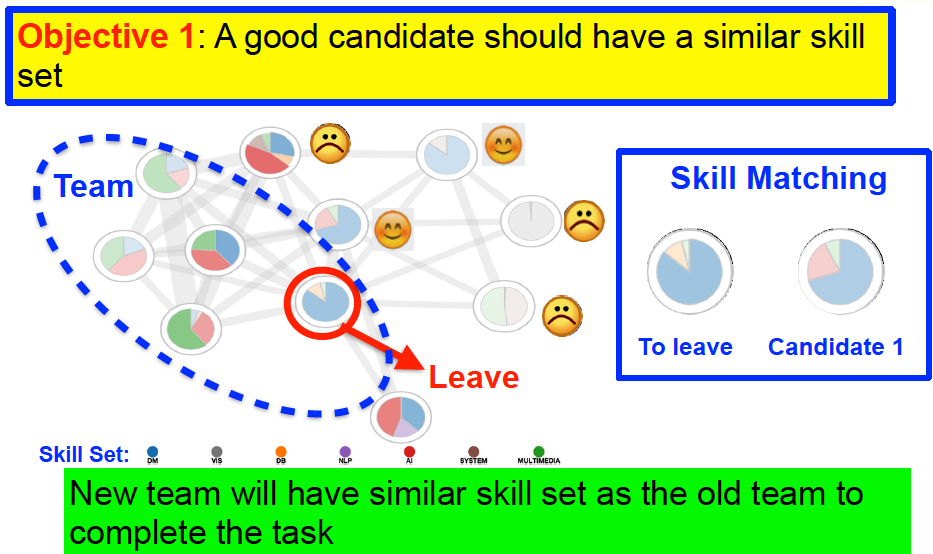 Objective 1: A good candidate should have a similar skill
set
Team
Skill Matching
To leave
Candidate 1
Leave
Skill Set:
DM
VIS
DB
NLP
AI
SYSTEM
MULTIMEDIA
New team will have similar skill set as the old team to
complete the task